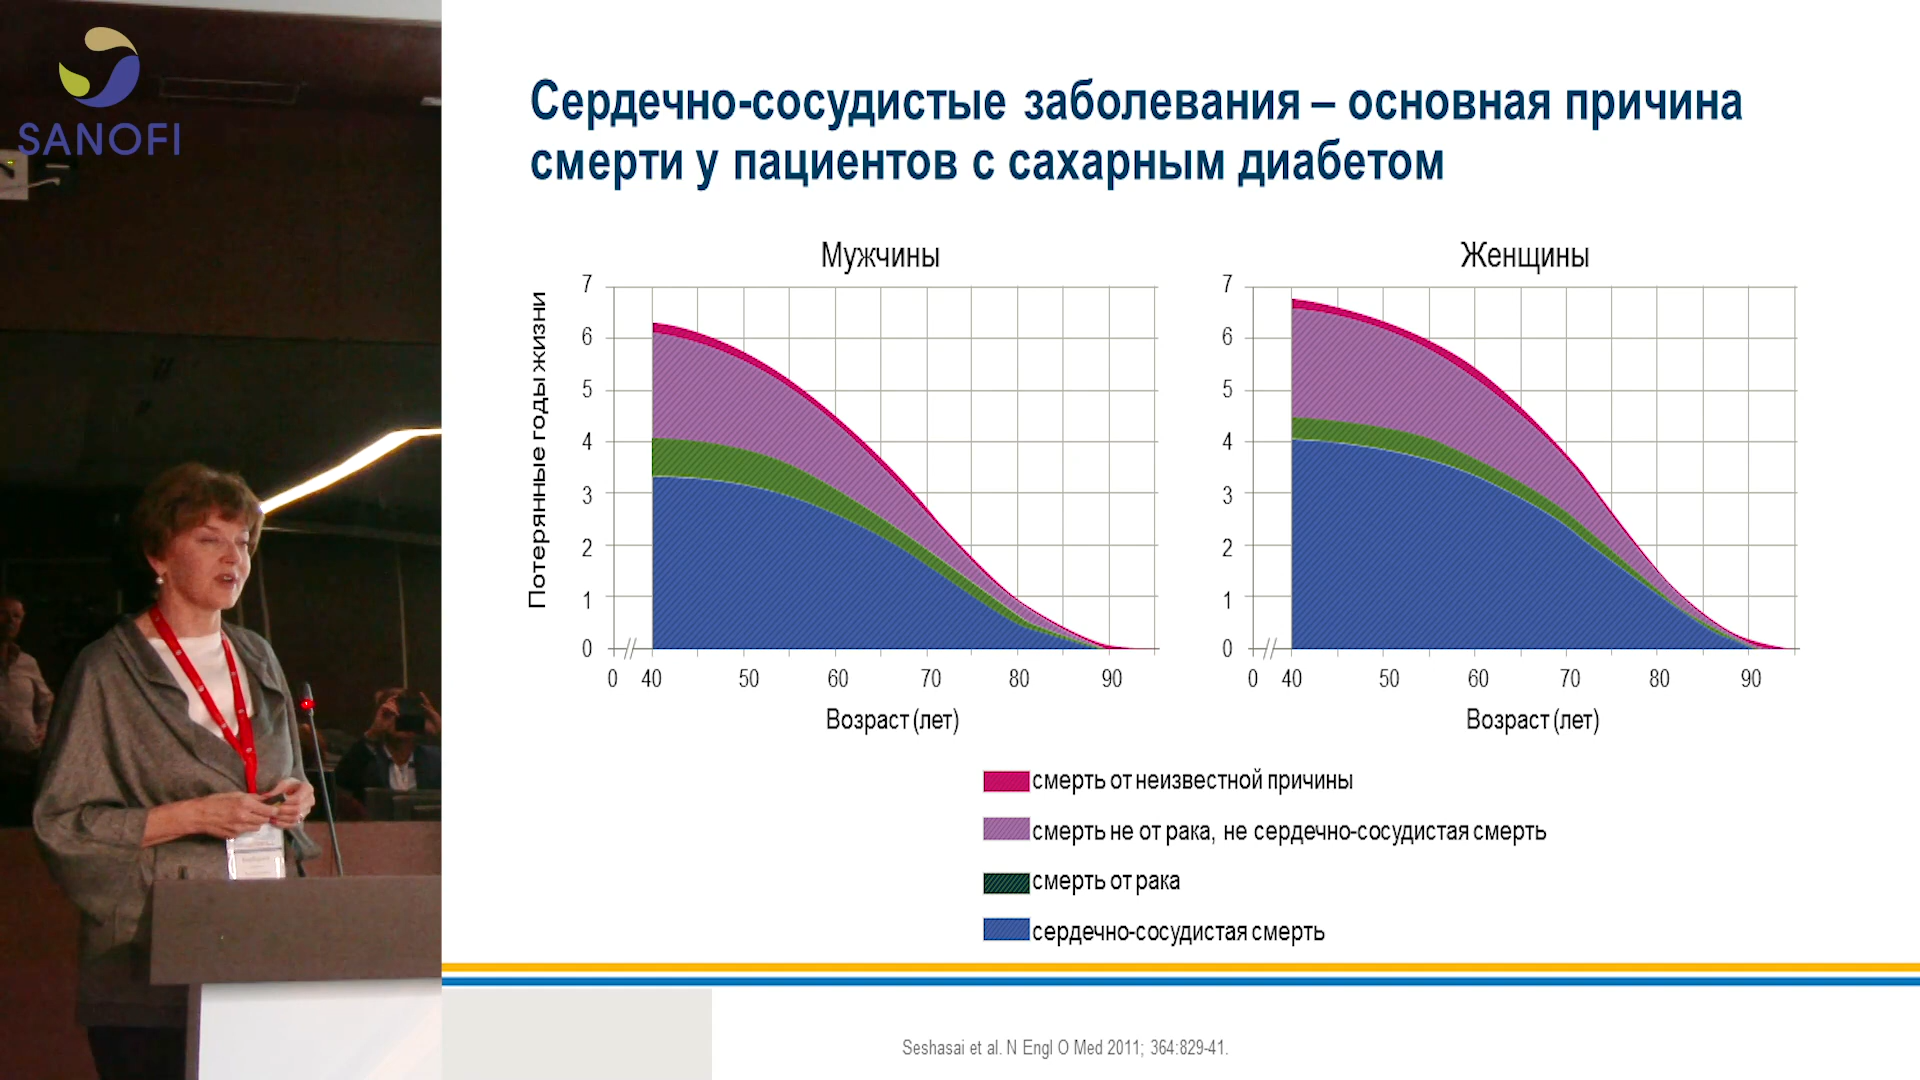 SANOFI
Сердечно-сосудистые заболевания – основная причина
смерти у пациентов с сахарным диабетом
Мужчины
Потерянные годы жизни
7
6
5
4
3
2
1
0
0 40 50 60 70 80 90
Возраст (лет)
Женщины
7
6
5
4
3
2
1
0
0 40 50 60 70 80 90
Возраст (лет)
смерть от неизвестной причины
смерть не от рака, не сердечно-сосудистая смерть
смерть от рака
сердечно-сосудистая смерть
Seshasai et al. N Engl O Med 2011; 364:829-41.